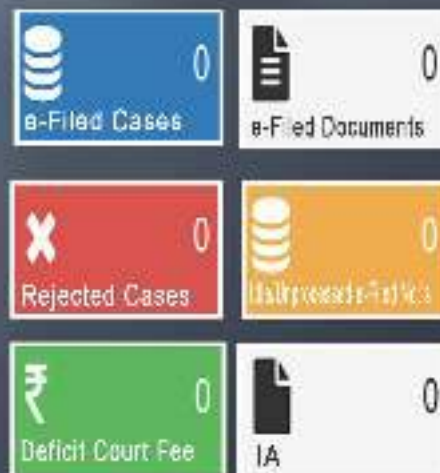 0
e-Filed Cases
0
e-Filed Documents
0
Rejected Cases
0
₹
0
Deficit Court Fee
0
IA